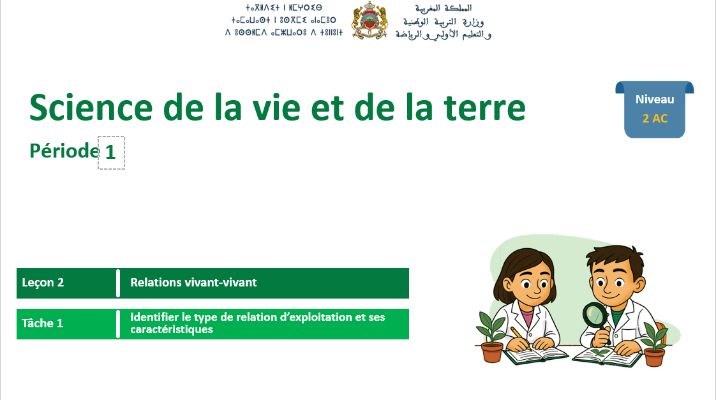 ⵜⴰⴳⵍⴷⵉⵜ ⵏ ⵍⵎⵖⵔⵉⴱ
ⵜⴰⵎⴰⵡⴰⵙⵜ ⵏ ⵓⵙⴳⵎⵉ ⴰⵏⴰⵎⵓⵔ
ⴷ ⵓⵙⵙⵍⵎⴷ ⴰⵎⵣⵡⴰⵔⵓ ⴷ ⵜⵓⵏⵏⵓⵏⵜ
المملكة المغربية
وزارة التربية الوطنية
والتعليم الأولي والرياضة
Science de la vie et de la terre
Période 1
Niveau
2 AC
Leçon 2 Relations vivant-vivant
Tâche 1 Identifier le type de relation d'exploitation et ses
caractéristiques